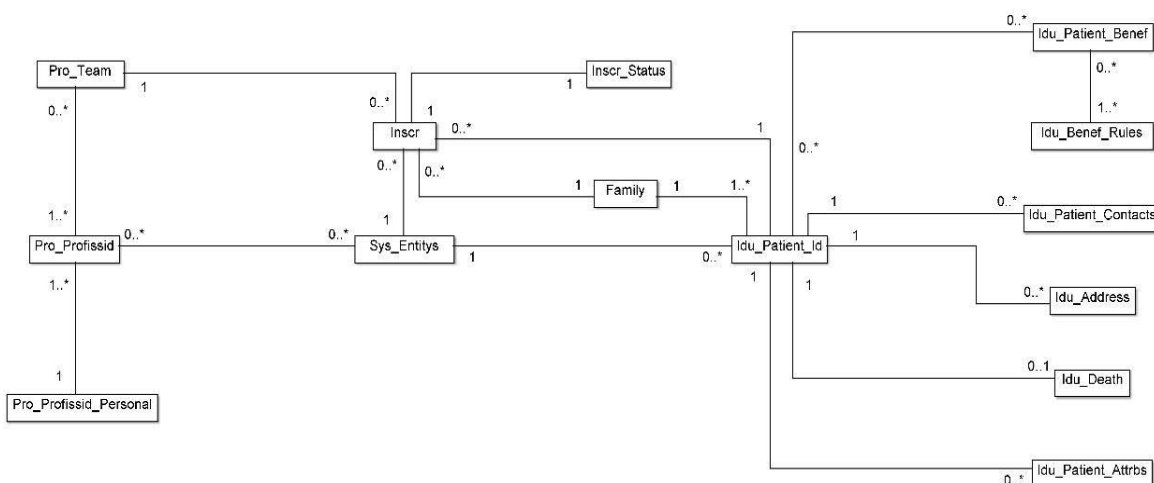 0..*
Idu_Patient_Benef
Pro_Team
1
Inscr_Status
1
0..*
0..*
0..*
1
1..*
Inscr
0..*
1
Idu_Benef_Rules
0..*
0..*
0..*
1
Family
1
1..*
1
0..*
Idu_Patient_Contacts
1..*
1
Pro_Profissid
0..*
0..*
Sys_Entitys
1
0..*
Idu_Patient_Id
1
1..*
1
1
0..*
Idu_Address
1
0..1
Idu_Death
Pro_Profissid_Personal
Idu_Patient_Attrbs
0..*